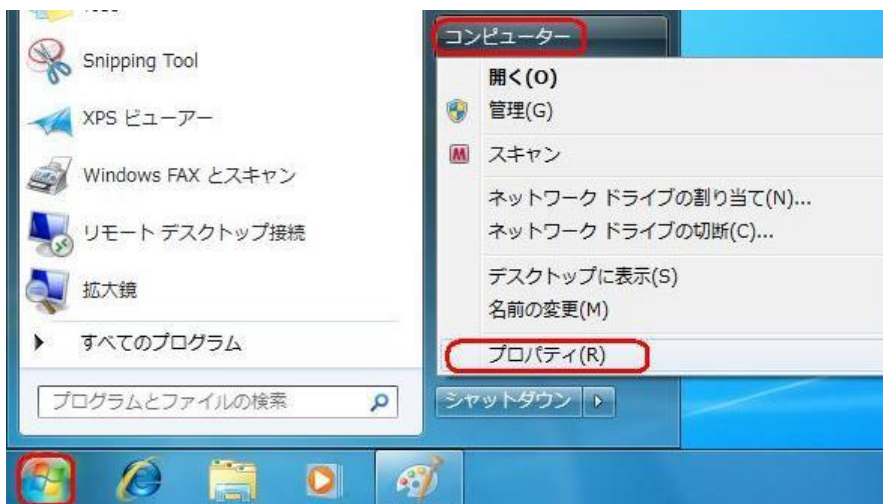 Snipping Tool
XPS ビューアー
Windows FAX とスキャン
リモート デスクトップ接続
拡大鏡
すべてのプログラム
プログラムとファイルの検索
コンピューター
開く(O)
管理(G)
スキャン
ネットワーク ドライブの割り当て(N)...
ネットワーク ドライブの切断(C)...
デスクトップに表示(S)
名前の変更(M)
プロパティ(R)
シャットダウン